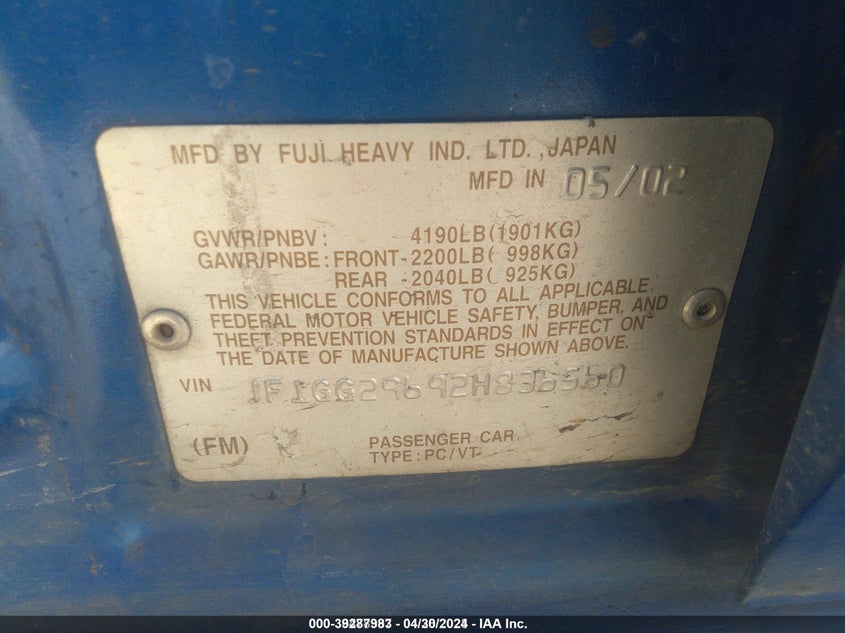 MFD BY FUJI HEAVY IND. LTD. ,JAPAN
MFD IN 05/02
GVWR/PNBV : 4190LB(1901KG)
GAWR/PNBE : FRONT-2200LB( 998KG)
REAR -2040LB( 925KG)
THIS VEHICLE CONFORMS TO ALL APPLICABLE
FEDERAL MOTOR VEHICLE SAFETY, BUMPER, AND
THEFT PREVENTION STANDARDS IN EFFECT ON
THE DATE OF MANUFACTURE SHOWN ABOVE.
VIN
(FM) PASSENGER CAR
TYPE : PC/VT
000-39287983 - 04/30/2024 - IAA Inc.